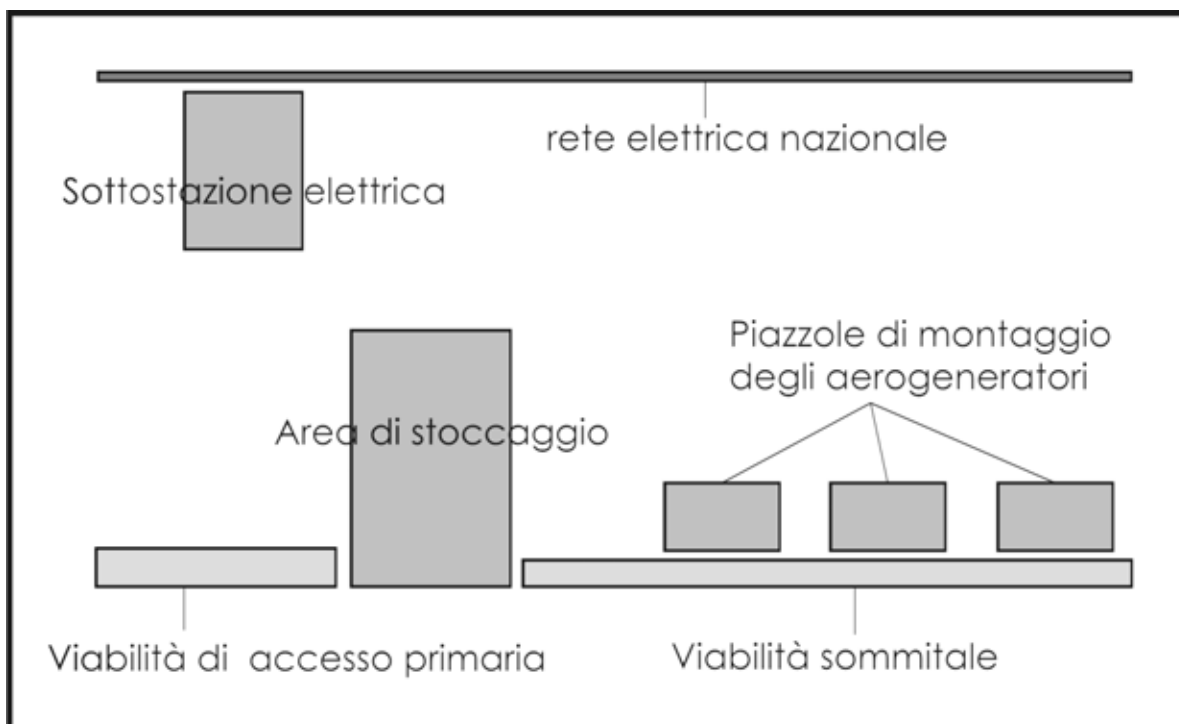 rete elettrica nazionale
Sottostazione elettrica
Piazzole di montaggio
degli aerogeneratori
Area di stoccaggio
Viabilità di accesso primaria
Viabilità sommitale